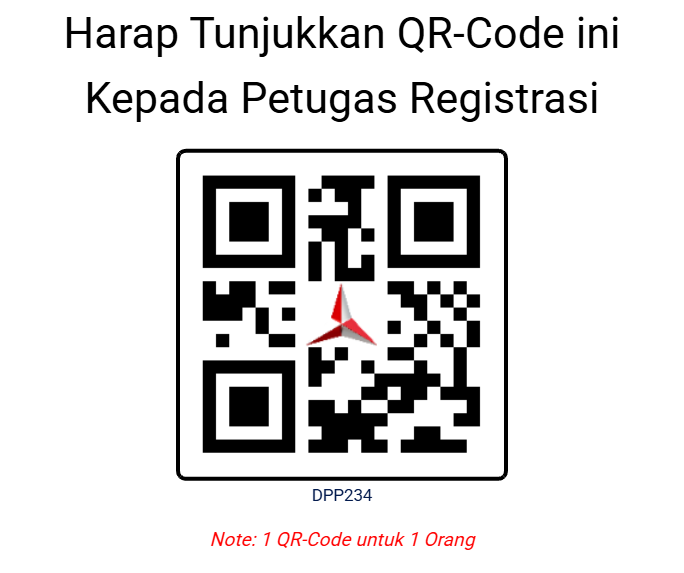 Harap Tunjukkan QR-Code ini
Kepada Petugas Registrasi
DPP234
Note: 1 QR-Code untuk 1 Orang